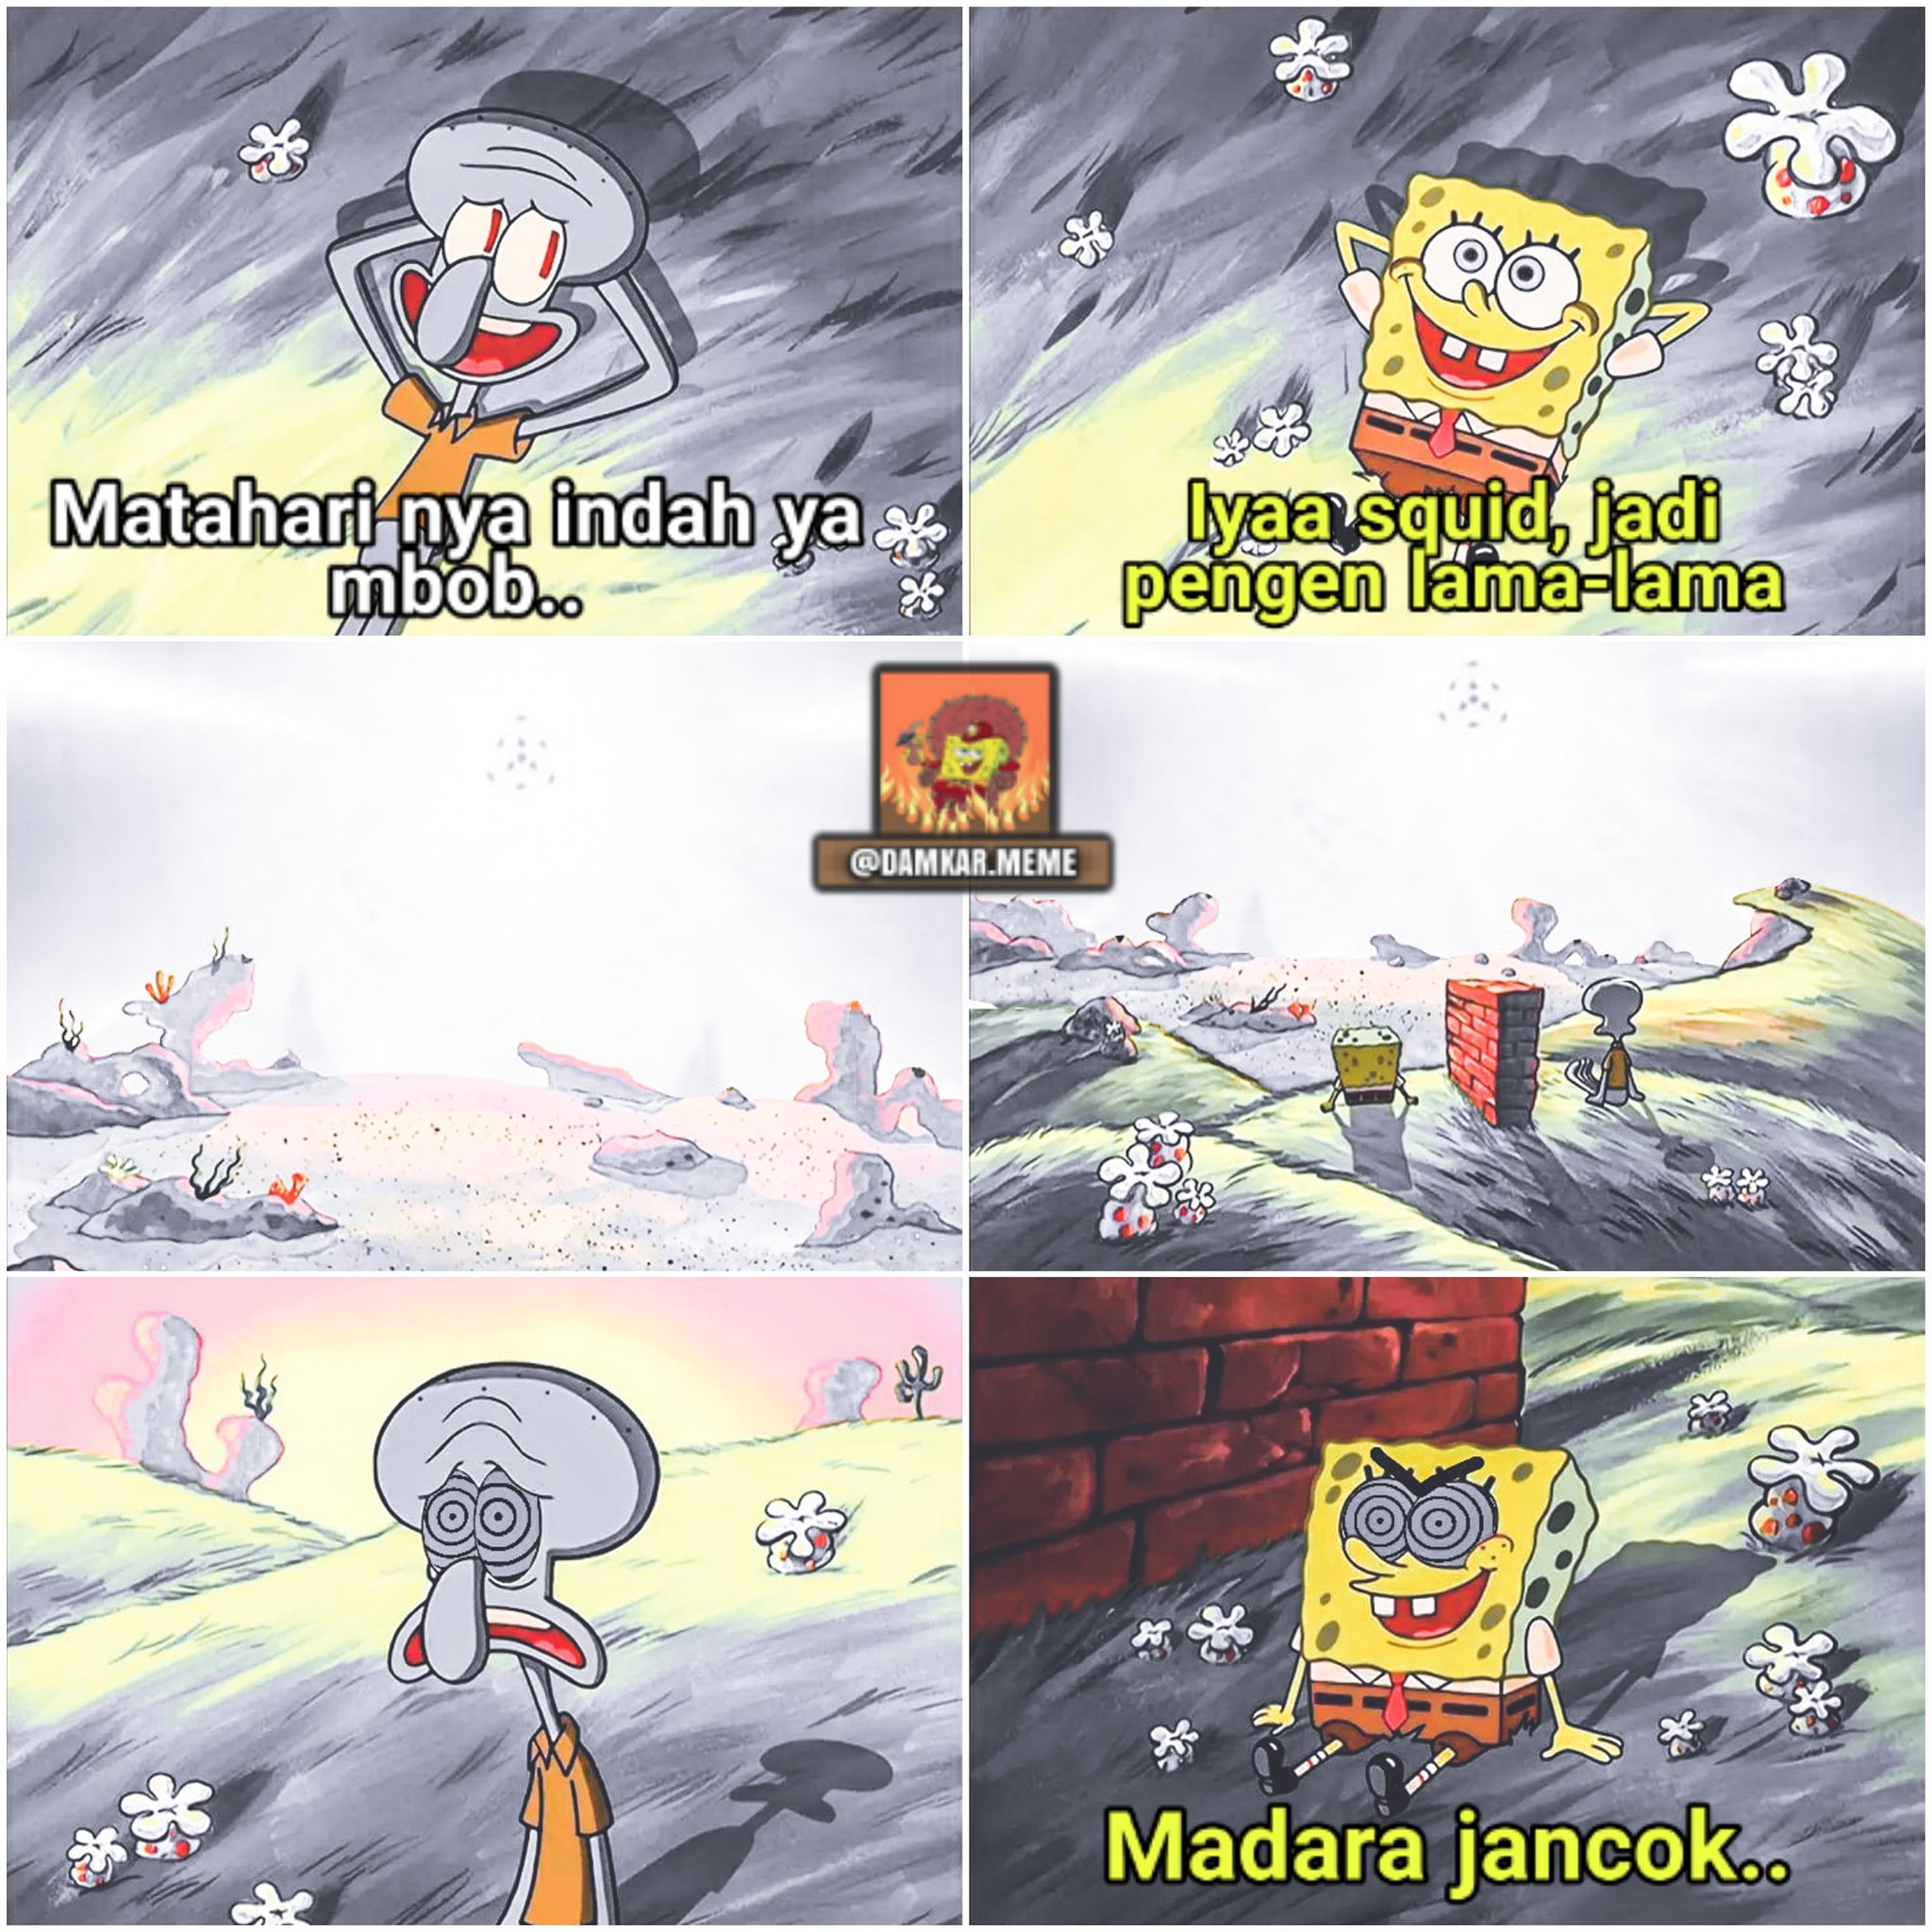 Matahari nya indah ya
mbob..
Iyaa squid, jadi
pengen lama-lama
@DAMKAR.MEME
Madara jancok..